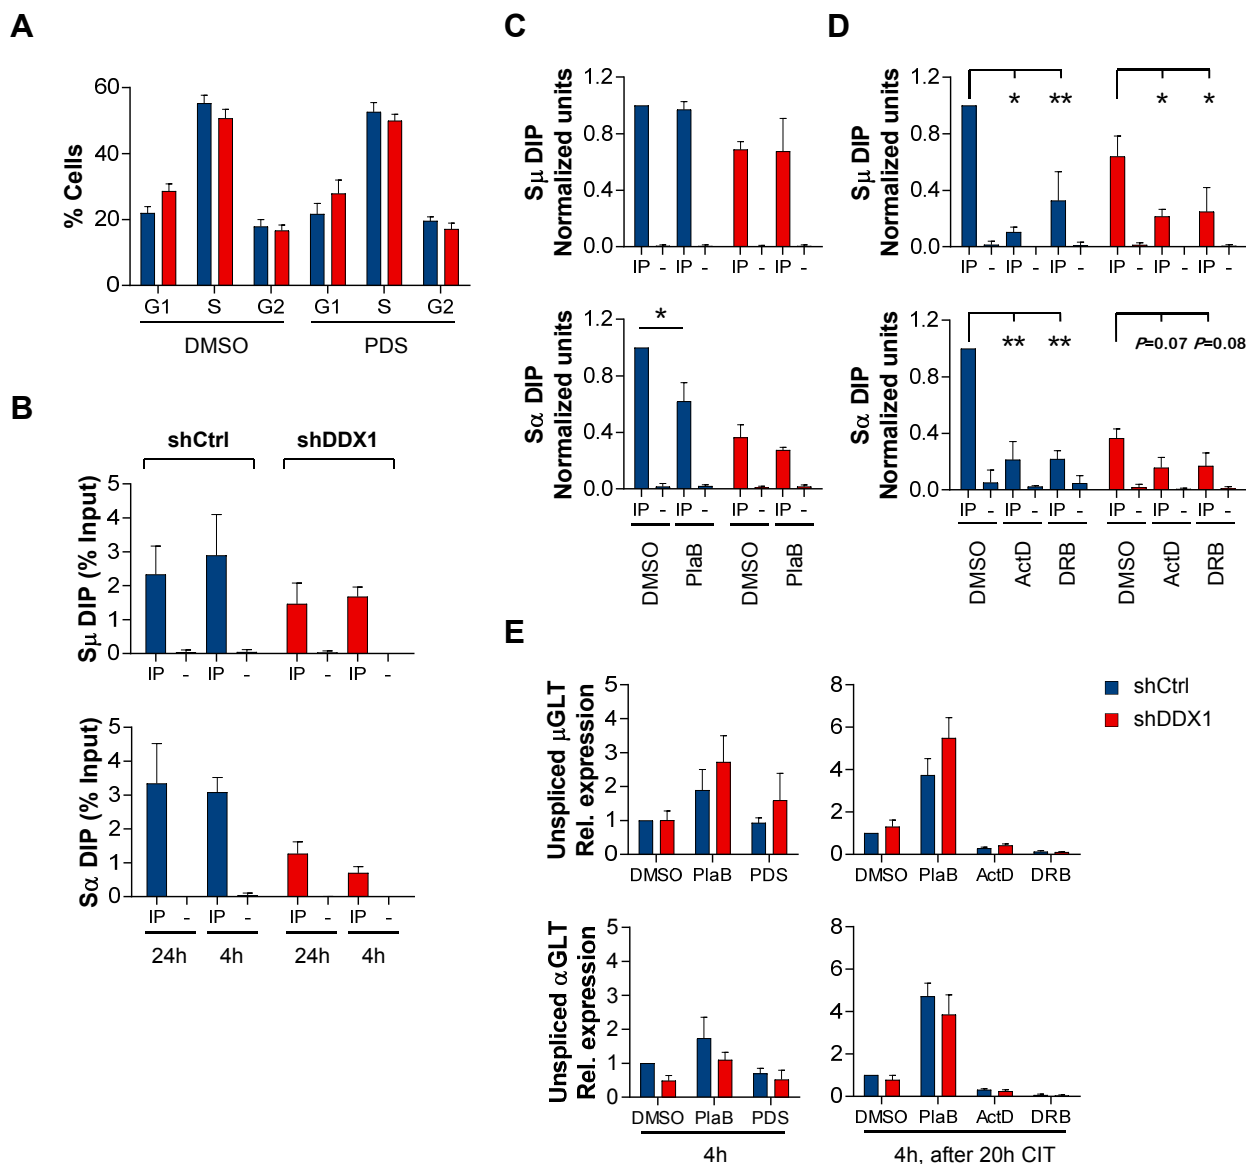 A
% Cells
60
40
20
0
G1 S G2 G1 S G2
DMSO PDS
B
shCtrl shDDX1
Sμ DIP (% Input)
5
4
3
2
1
0
IP - IP - IP - IP -
Sα DIP (% Input)
5
4
3
2
1
0
IP - IP - IP - IP -
24h 4h 24h 4h
C
Sμ DIP
Normalized units
1.2
0.8
0.4
0.0
IP - IP - IP - IP -
Sα DIP
Normalized units
1.2
0.8
0.4
0.0
*
IP - IP - IP - IP -
DMSO PlaB DMSO PlaB
D
Sμ DIP
Normalized units
1.2
0.8
0.4
0.0
* ** * *
IP - IP - IP - IP - IP - IP -
Sα DIP
Normalized units
1.2
0.8
0.4
0.0
** ** P=0.07 P=0.08
IP - IP - IP - IP - IP - IP -
DMSO ActD DRB DMSO ActD DRB
E
Unspliced μGLT
Rel. expression
5
4
3
2
1
0
DMSO PlaB PDS
8
6
4
2
0
DMSO PlaB ActD DRB
shCtrl
shDDX1
Unspliced αGLT
Rel. expression
5
4
3
2
1
0
DMSO PlaB PDS
4h
8
6
4
2
0
DMSO PlaB ActD DRB
4h, after 20h CIT